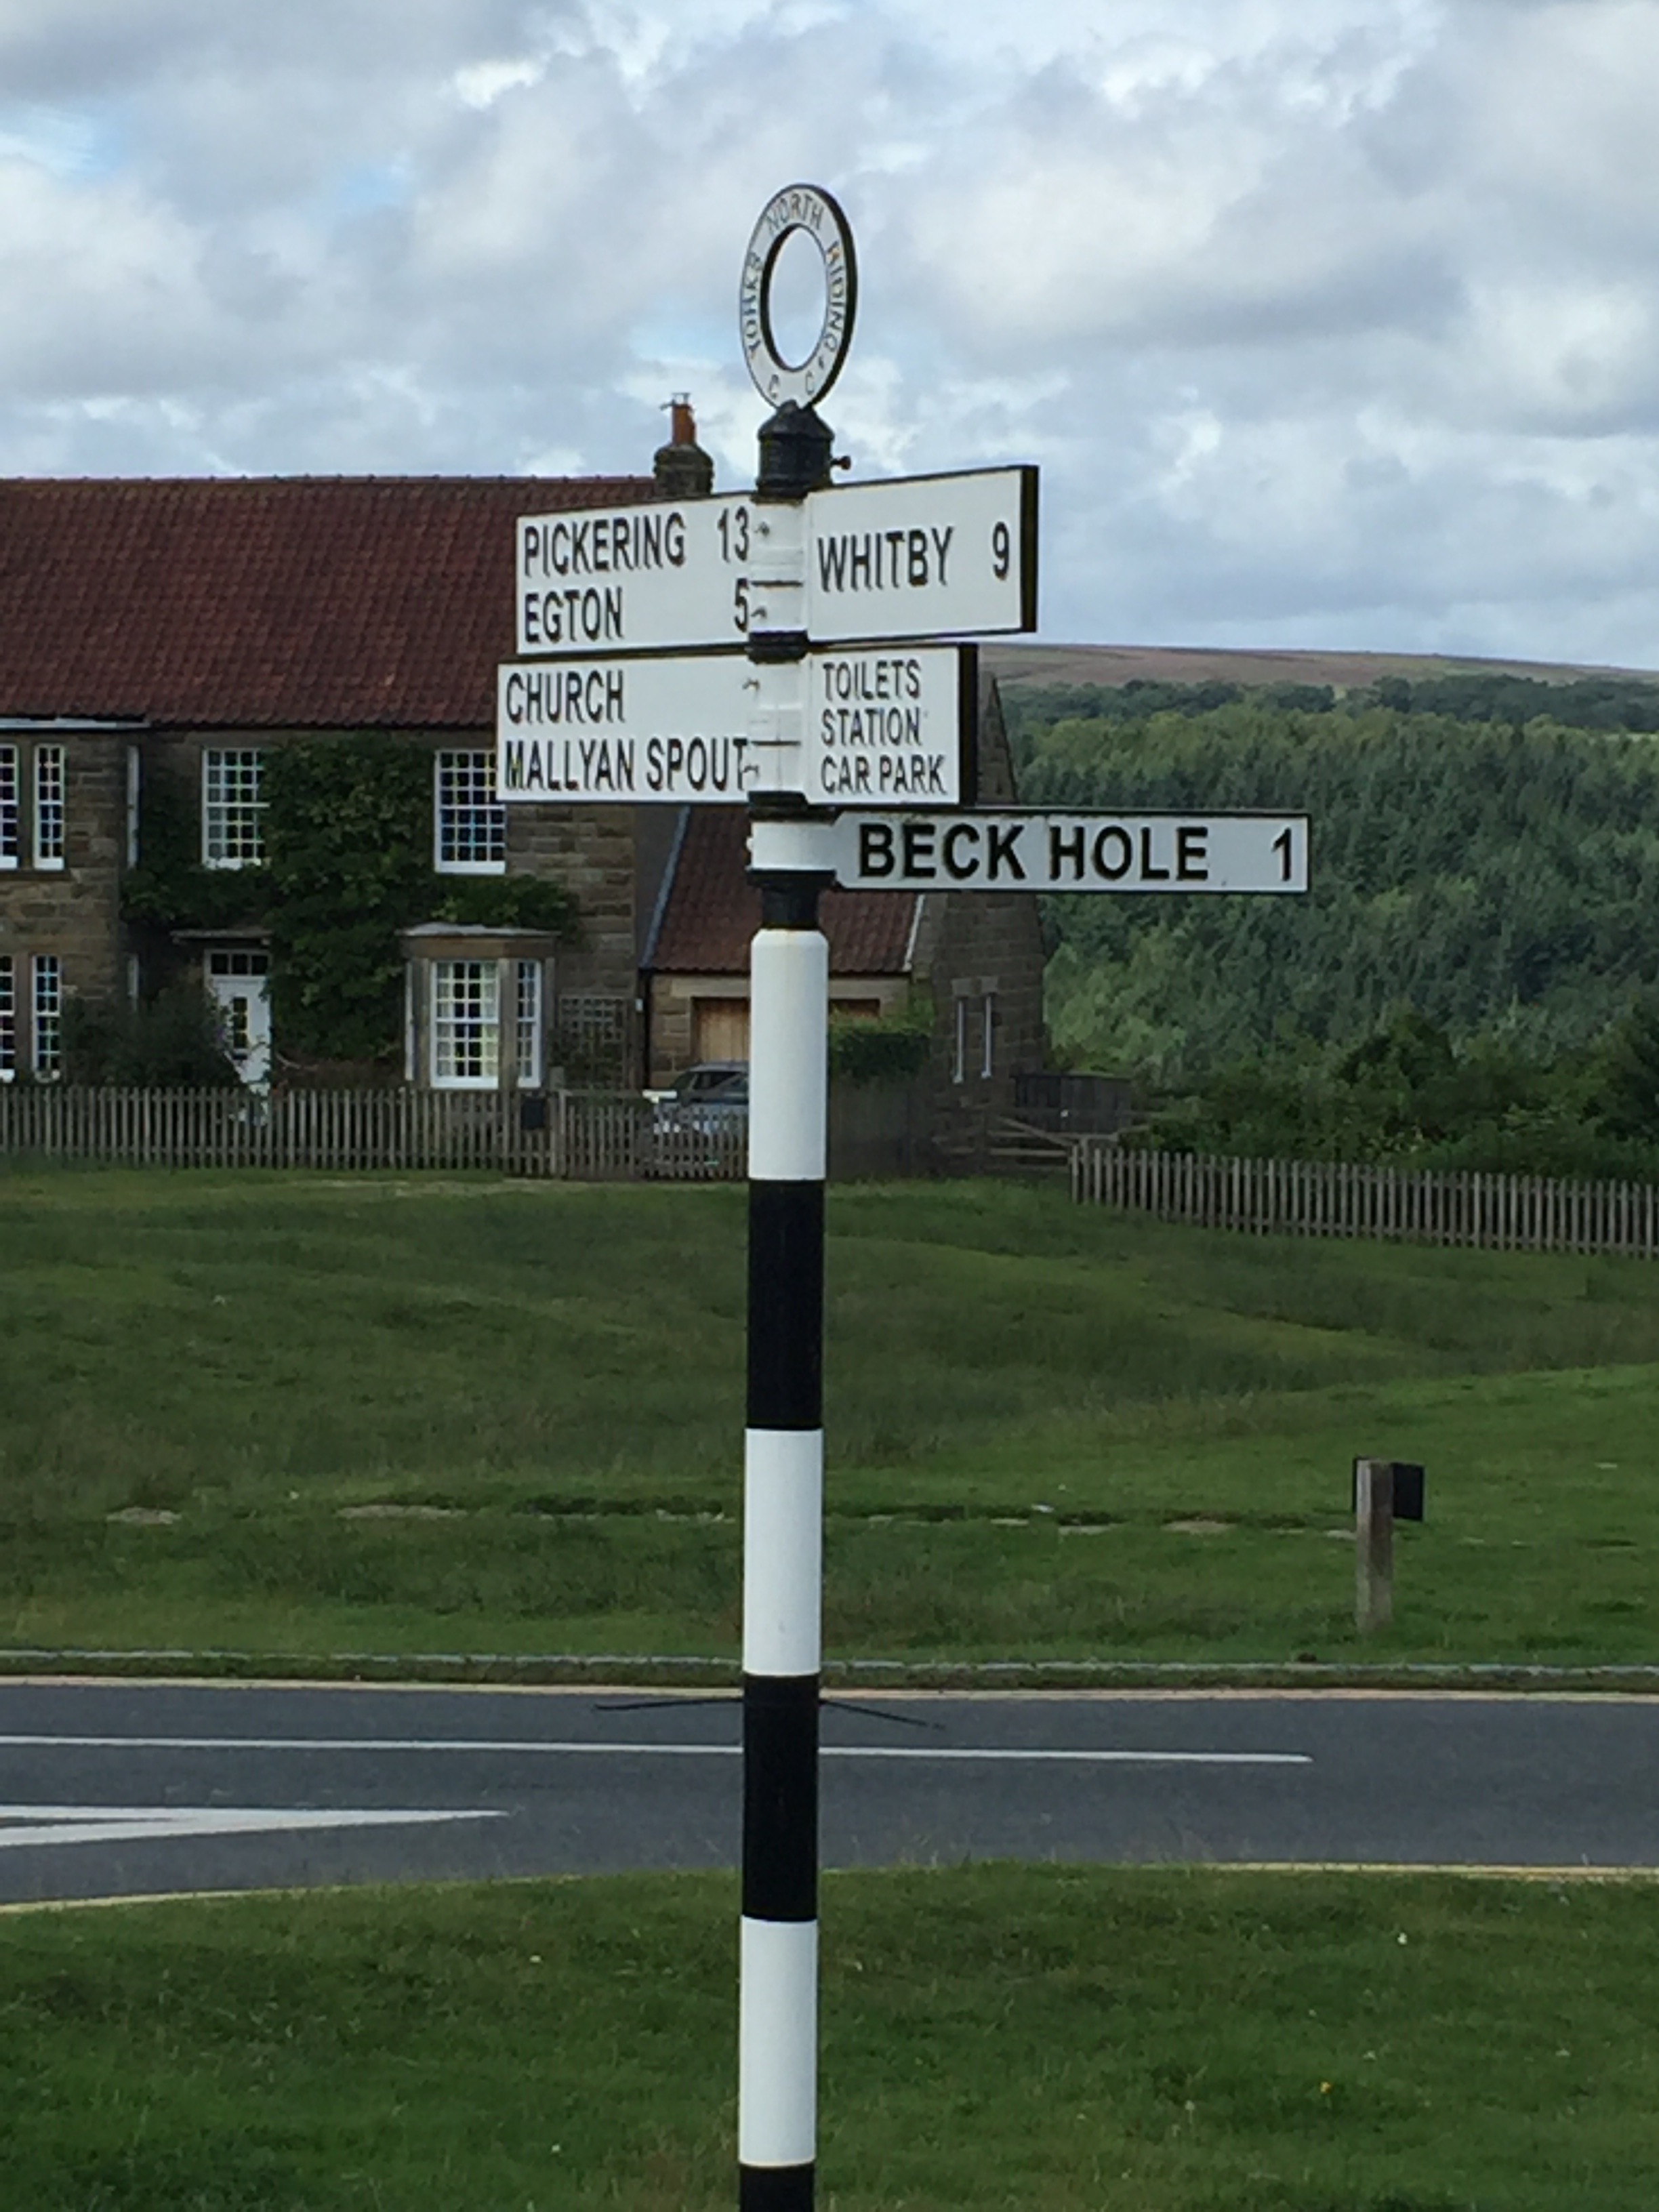 YORKS NORTH RIDING
C. C.
PICKERING 13
EGTON 5
WHITBY 9
CHURCH
MALLYAN SPOUT
TOILETS
STATION
CAR PARK
BECK HOLE 1